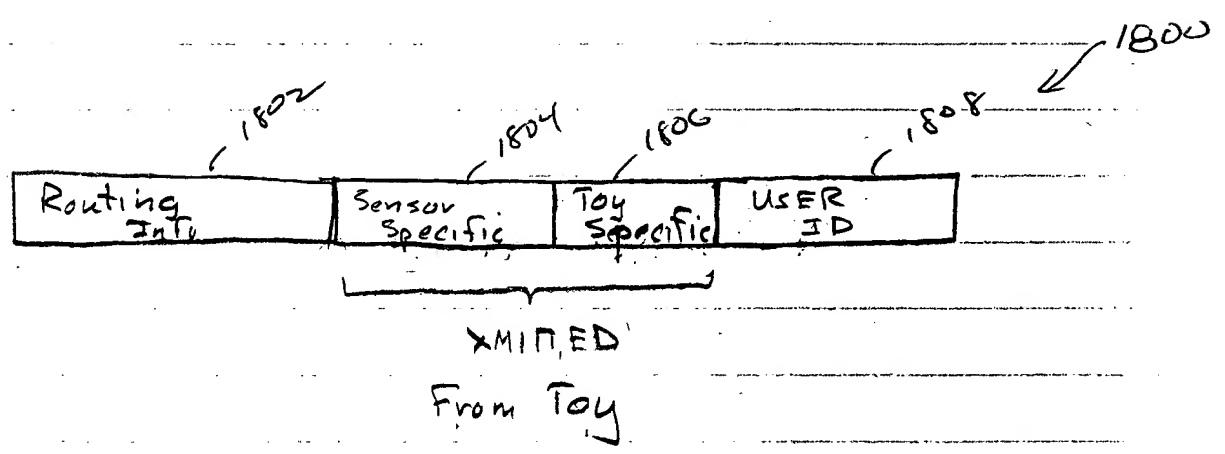 1800
1802
1804
1806
1808
Routing
Info
Sensor
Specific
Toy
Specific
USER
ID
XMITTED
From Toy